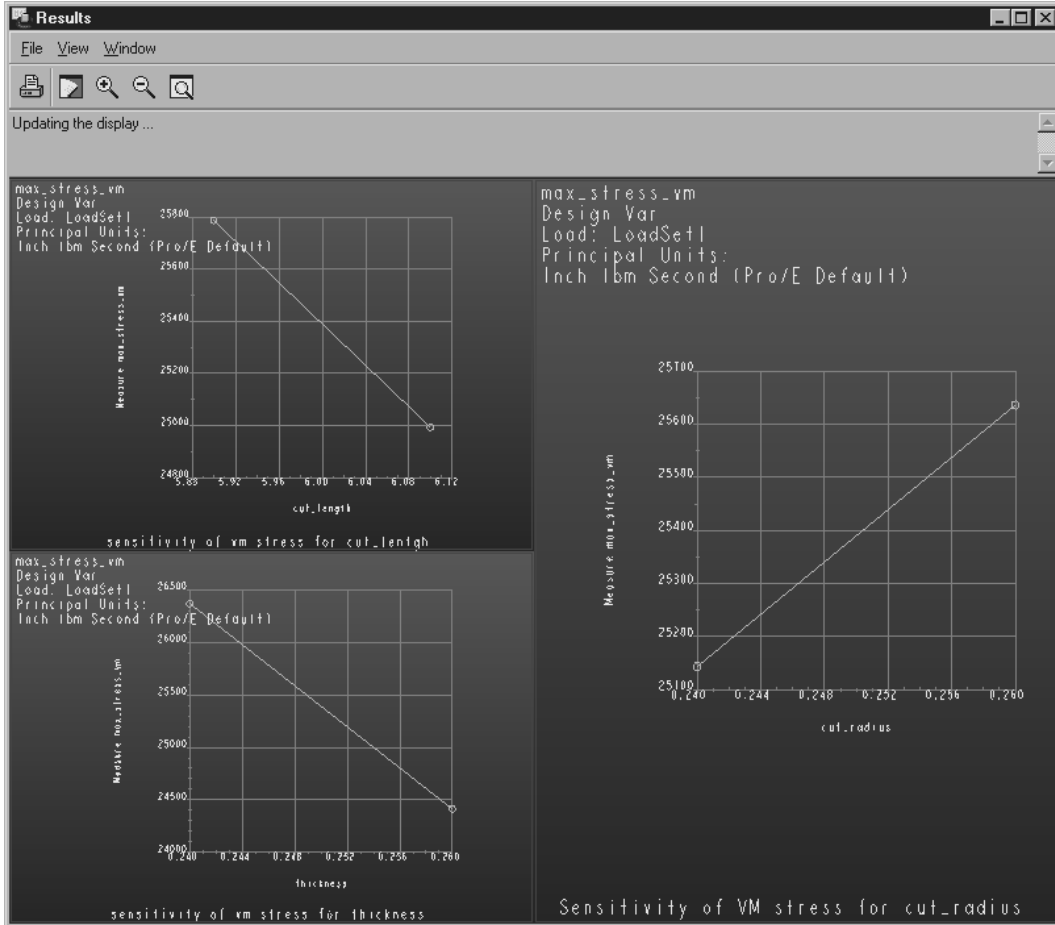 Results
File View Window
Updating the display ...
max_stress_vm
Design Var
Load: LoadSet1
Principal Units:
Inch lbm Second (Pro/E Default)
25800
25600
25400
25200
25000
24800
Measure max_stress_vm
5.88 5.92 5.96 6.00 6.04 6.08 6.12
cut_length
sensitivity of vm stress for cut_lentgh
max_stress_vm
Design Var
Load: LoadSet1
Principal Units:
Inch lbm Second (Pro/E Default)
26500
26000
25500
25000
24500
24000
Measure max_stress_vm
0.240 0.244 0.248 0.252 0.256 0.260
thickness
sensitivity of vm stress for thickness
max_stress_vm
Design Var
Load: LoadSet1
Principal Units:
Inch lbm Second (Pro/E Default)
25700
25600
25500
25400
25300
25200
25100
Measure max_stress_vm
0.240 0.244 0.248 0.252 0.256 0.260
cut_radius
Sensitivity of VM stress for cut_radius